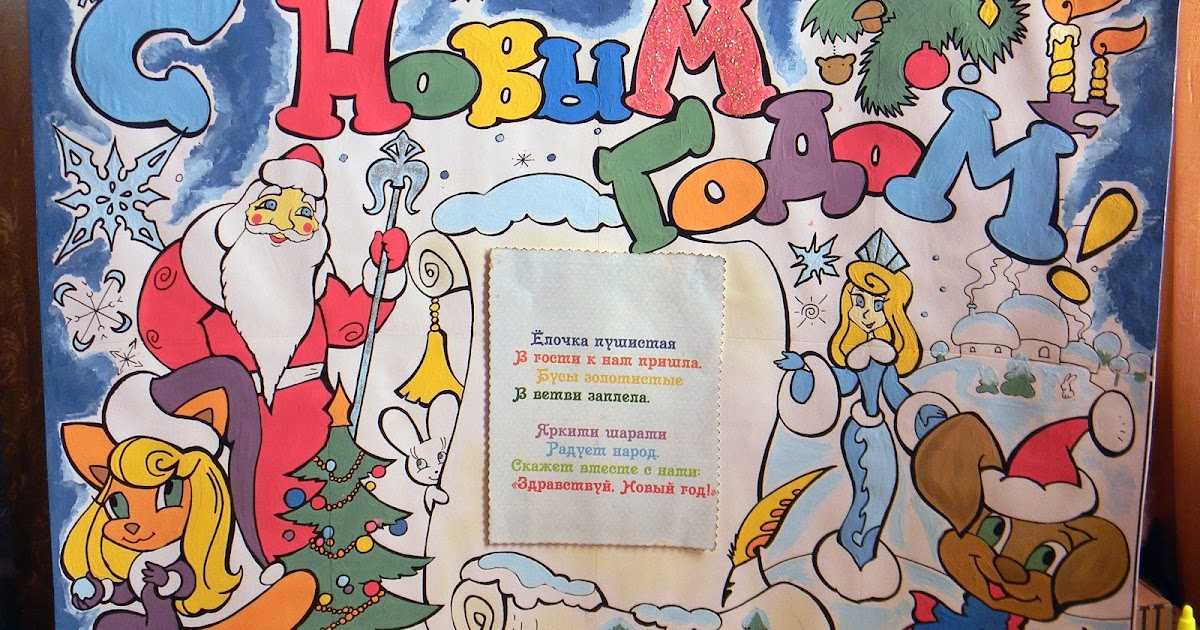 С Новым
Годом!
Ёлочка пушистая
В гости к нам пришла.
Бусы золотистые
В ветви заплела.
Яркими шарами
Радует народ.
Скажет вместе с нами:
«Здравствуй, Новый год!»